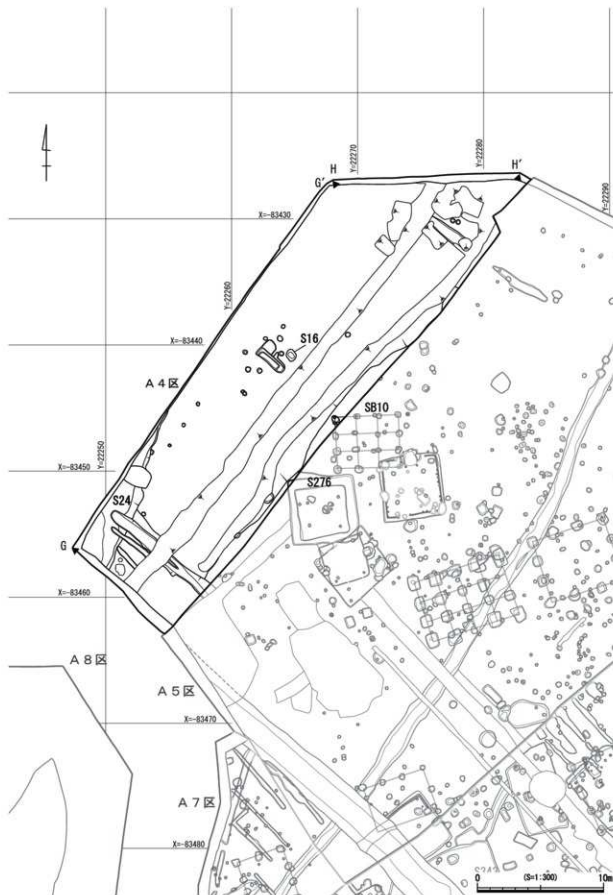 Y=22270
Y=22280
Y=22290
H
H'
G'
X=-83430
Y=22260
X=-83440
S16
A4区
SB10
Y=22250
X=-83450
S276
S24
G
X=-83460
A8区
A5区
X=-83470
A7区
X=-83480
0 (S=1:300) 10m